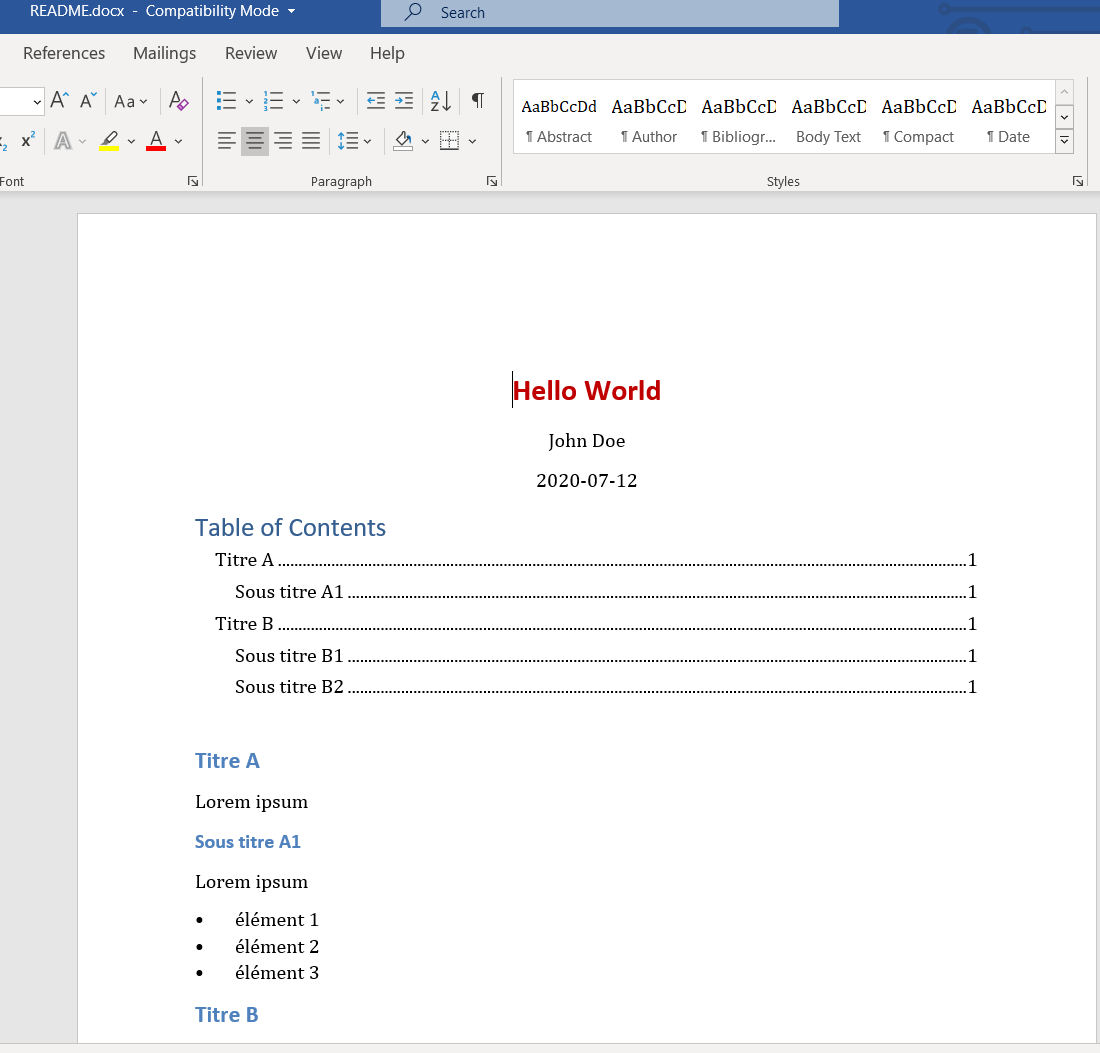 README.docx - Compatibility Mode Search
References Mailings Review View Help
Aa
AaBbCcDd AaBbCcD AaBbCcD AaBbCcD AaBbCcD AaBbCcD
¶ Abstract ¶ Author ¶ Bibliogr... Body Text ¶ Compact ¶ Date
Font Paragraph Styles
Hello World
John Doe
2020-07-12
Table of Contents
Titre A 1
Sous titre A1 1
Titre B 1
Sous titre B1 1
Sous titre B2 1
Titre A
Lorem ipsum
Sous titre A1
Lorem ipsum
• élément 1
• élément 2
• élément 3
Titre B